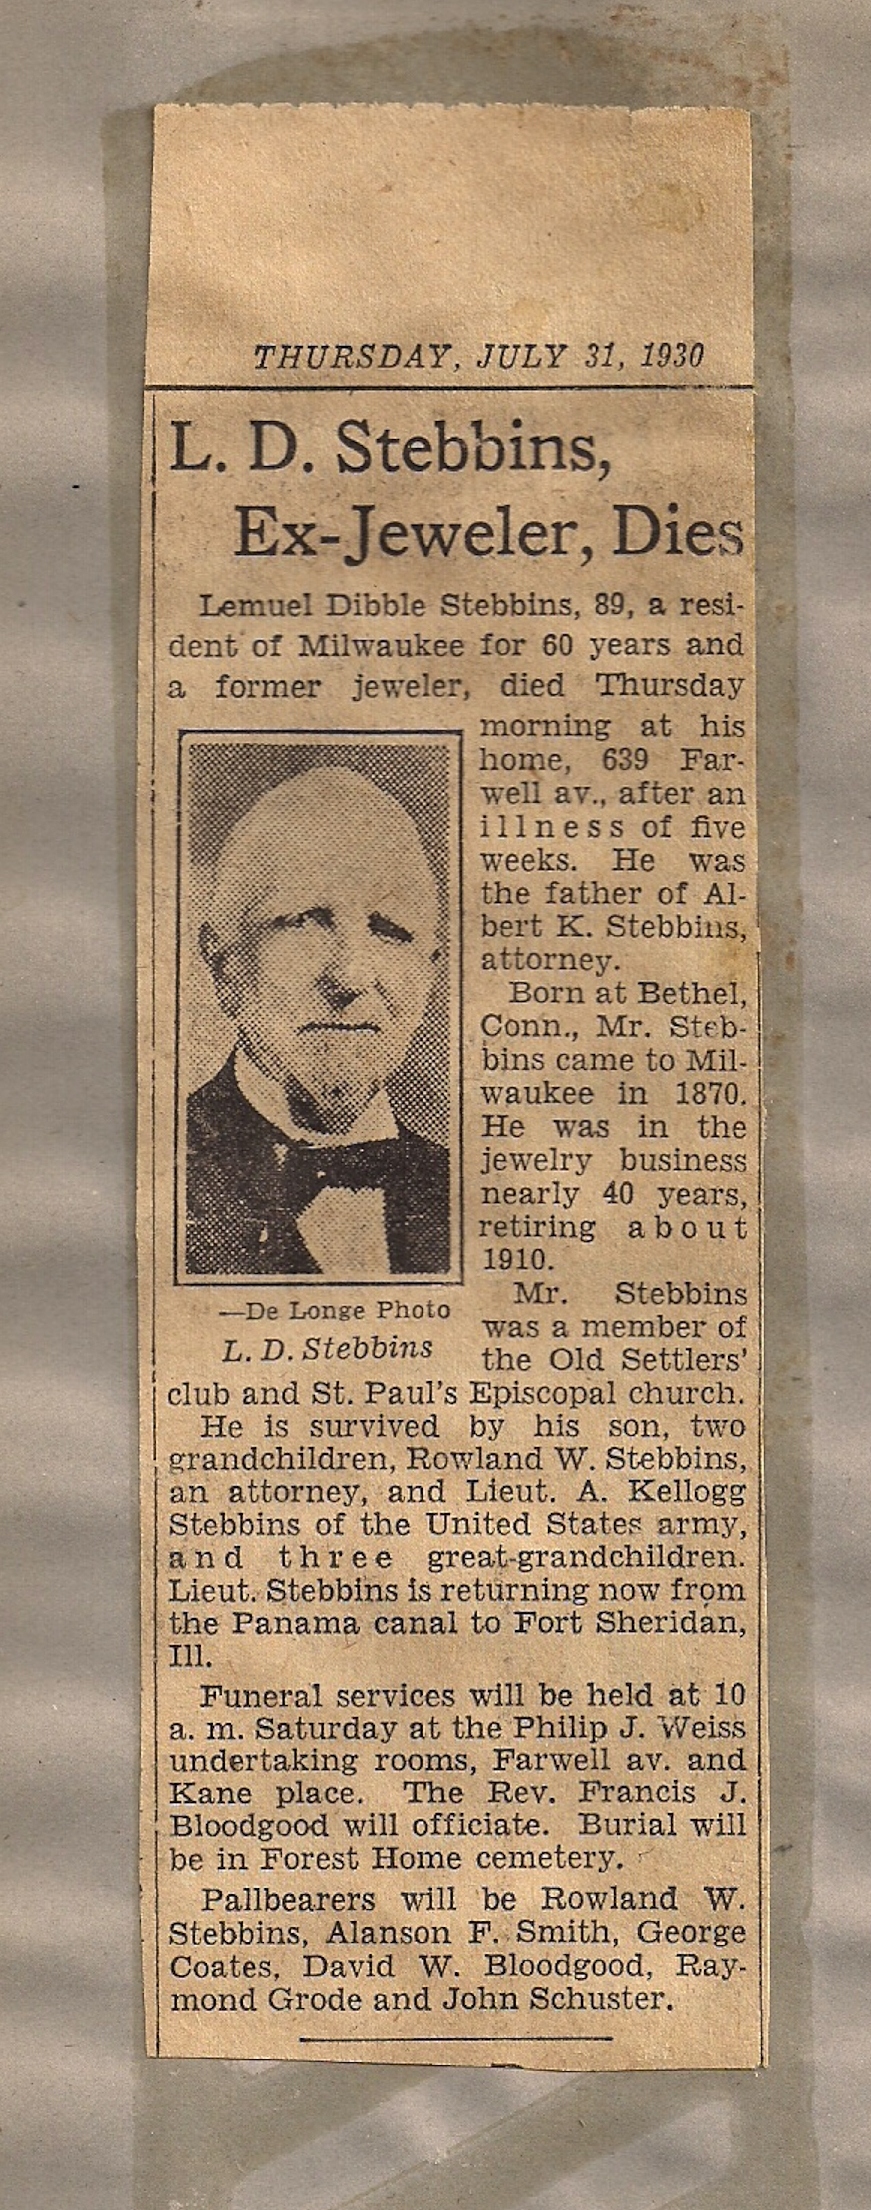 THURSDAY, JULY 31, 1930
L. D. Stebbins,
Ex-Jeweler, Dies
Lemuel Dibble Stebbins, 89, a resi-
dent of Milwaukee for 60 years and
a former jeweler, died Thursday
morning at his
home, 639 Far-
well av., after an
illness of five
weeks. He was
the father of Al-
bert K. Stebbins,
attorney.
Born at Bethel,
Conn., Mr. Steb-
bins came to Mil-
waukee in 1870.
He was in the
jewelry business
nearly 40 years,
retiring about
1910.
Mr. Stebbins
was a member of
the Old Settlers'
—De Longe Photo
L. D. Stebbins
club and St. Paul's Episcopal church.
He is survived by his son, two
grandchildren, Rowland W. Stebbins,
an attorney, and Lieut. A. Kellogg
Stebbins of the United States army,
and three great-grandchildren.
Lieut. Stebbins is returning now from
the Panama canal to Fort Sheridan,
Ill.
Funeral services will be held at 10
a. m. Saturday at the Philip J. Weiss
undertaking rooms, Farwell av. and
Kane place. The Rev. Francis J.
Bloodgood will officiate. Burial will
be in Forest Home cemetery.
Pallbearers will be Rowland W.
Stebbins, Alanson F. Smith, George
Coates, David W. Bloodgood, Ray-
mond Grode and John Schuster.